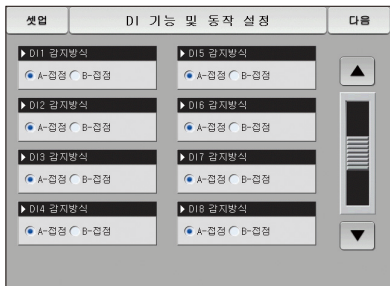 셋업 DI 기능 및 동작 설정 다음
▶ DI1 감지방식 ▶ DI5 감지방식
A-접점 B-접점 A-접점 B-접점
▶ DI2 감지방식 ▶ DI6 감지방식
A-접점 B-접점 A-접점 B-접점
▶ DI3 감지방식 ▶ DI7 감지방식
A-접점 B-접점 A-접점 B-접점
▶ DI4 감지방식 ▶ DI8 감지방식
A-접점 B-접점 A-접점 B-접점